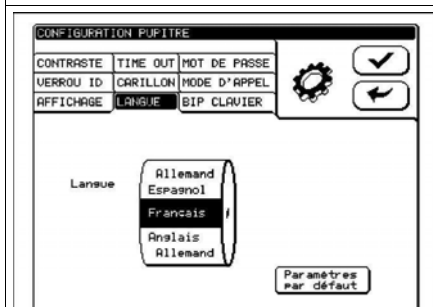 CONFIGURATION PUPITRE
CONTRASTE TIME OUT MOT DE PASSE
VERROU ID CARILLON MODE D'APPEL
AFFICHAGE LANGUE BIP CLAVIER
Allemand
Espagnol
Langue
Français
Anglais
Allemand
Paramètres
par défaut